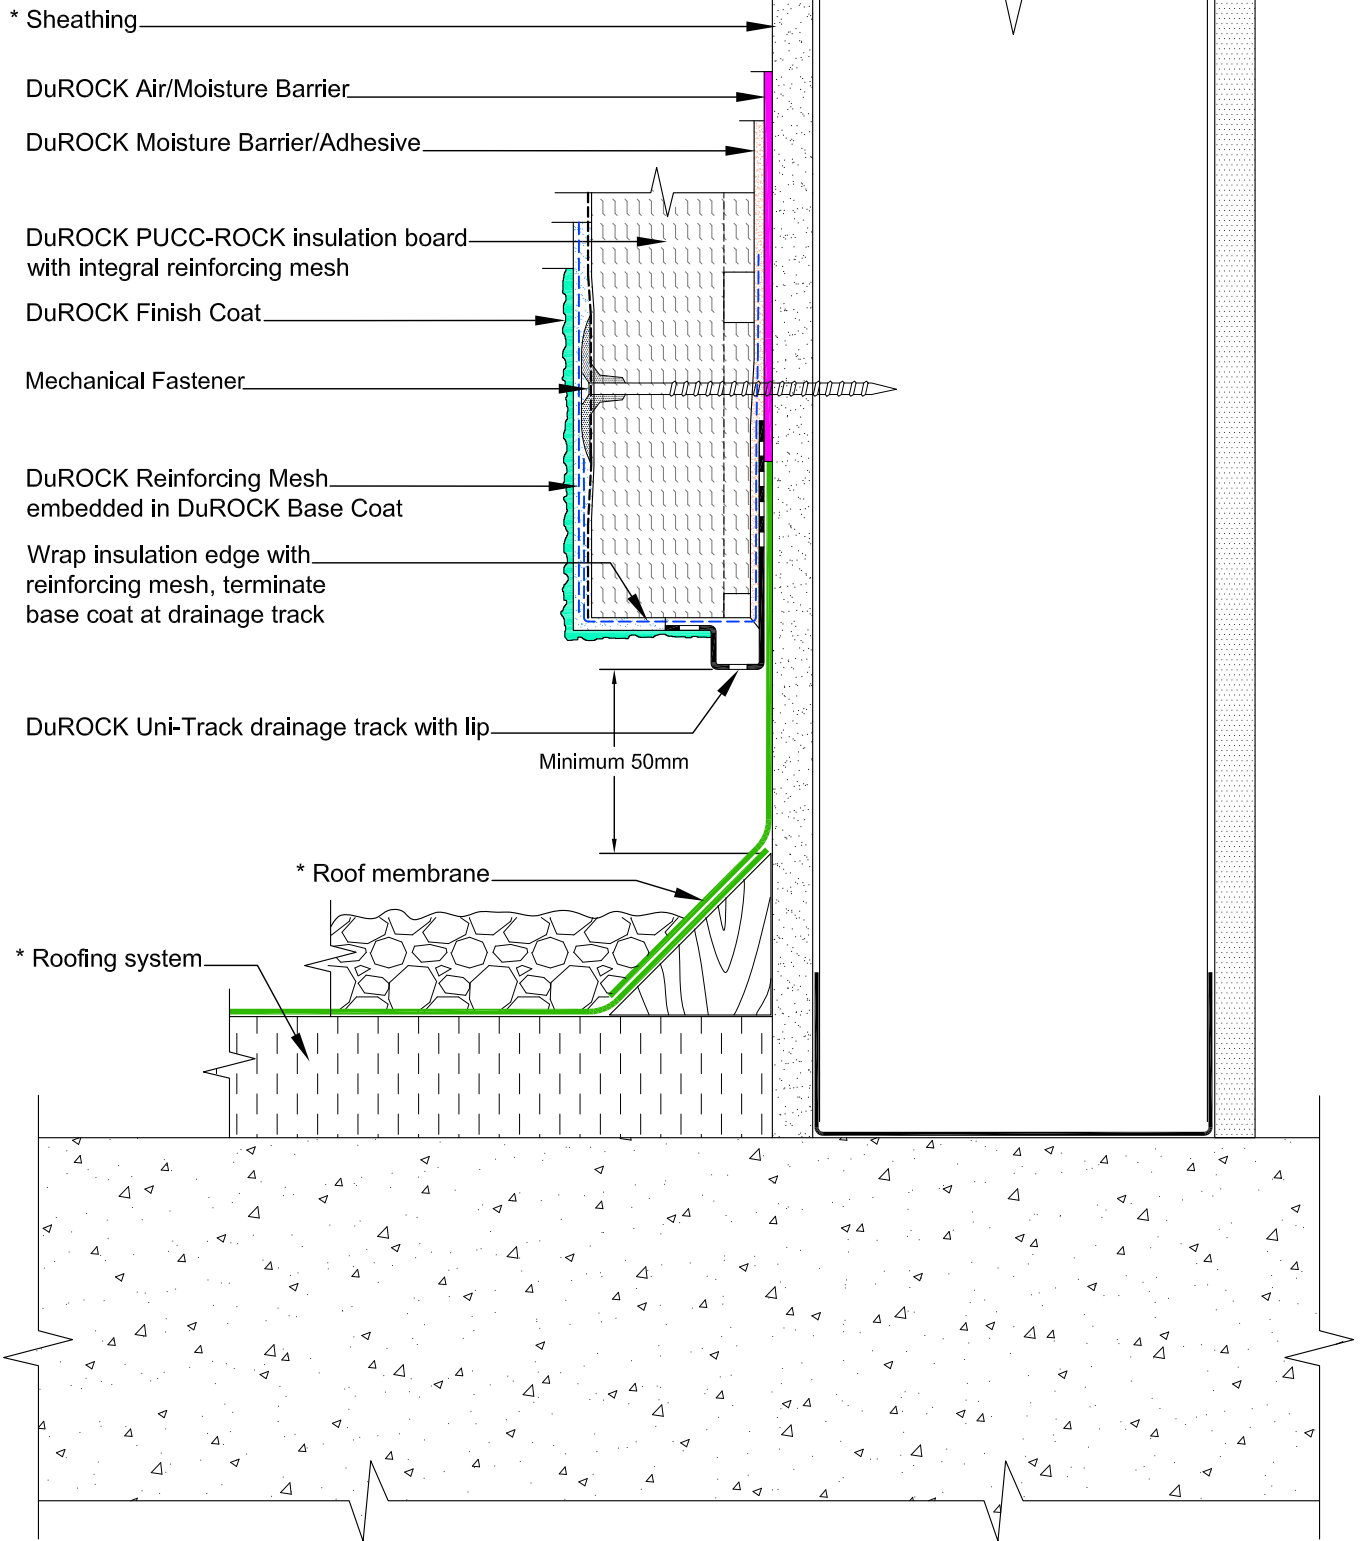 * Sheathing
DuROCK Air/Moisture Barrier
DuROCK Moisture Barrier/Adhesive
DuROCK PUCC-ROCK insulation board
with integral reinforcing mesh
DuROCK Finish Coat
Mechanical Fastener
DuROCK Reinforcing Mesh
embedded in DuROCK Base Coat
Wrap insulation edge with
reinforcing mesh, terminate
base coat at drainage track
DuROCK Uni-Track drainage track with lip
Minimum 50mm
* Roof membrane
* Roofing system